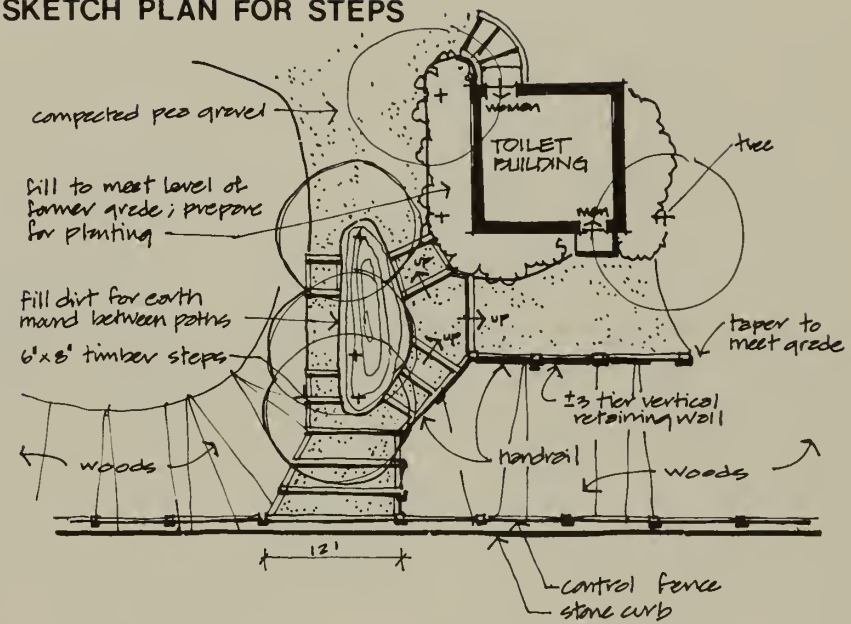 SKETCH PLAN FOR STEPS
compacted pea gravel
women
TOILET
BUILDING
tree
men
fill to meet level of
former grade; prepare
for planting
up
fill dirt for earth
mound between paths
up
up
taper to
meet grade
6"x8" timber steps
±3 tier vertical
retaining wall
woods
handrail
woods
12'
control fence
stone curb